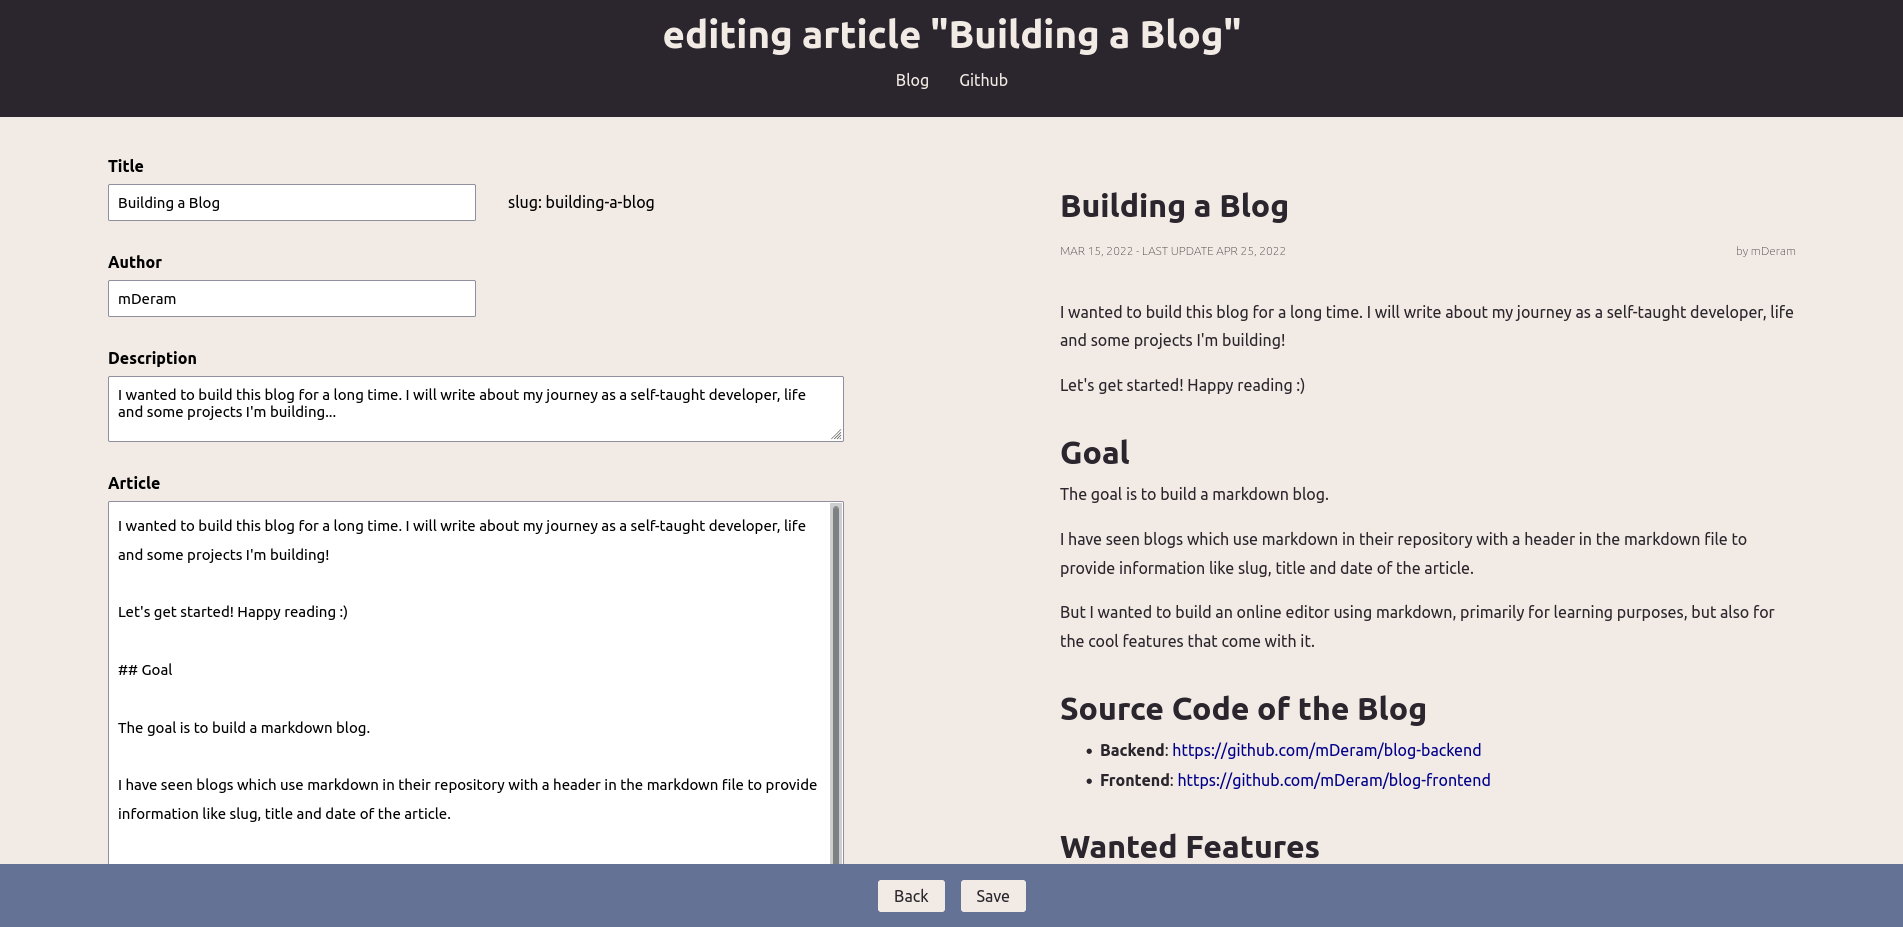 editing article "Building a Blog"
Blog Github
Title
Building a Blog
slug: building-a-blog
Author
mDeram
Description
I wanted to build this blog for a long time. I will write about my journey as a self-taught developer, life
and some projects I'm building...
Article
I wanted to build this blog for a long time. I will write about my journey as a self-taught developer, life
and some projects I'm building!
Let's get started! Happy reading :)
## Goal
The goal is to build a markdown blog.
I have seen blogs which use markdown in their repository with a header in the markdown file to provide
information like slug, title and date of the article.
Building a Blog
MAR 15, 2022 - LAST UPDATE APR 25, 2022
by mDeram
I wanted to build this blog for a long time. I will write about my journey as a self-taught developer, life
and some projects I'm building!
Let's get started! Happy reading :)
Goal
The goal is to build a markdown blog.
I have seen blogs which use markdown in their repository with a header in the markdown file to
provide information like slug, title and date of the article.
But I wanted to build an online editor using markdown, primarily for learning purposes, but also for
the cool features that come with it.
Source Code of the Blog
• Backend: https://github.com/mDeram/blog-backend
• Frontend: https://github.com/mDeram/blog-frontend
Wanted Features
Back Save